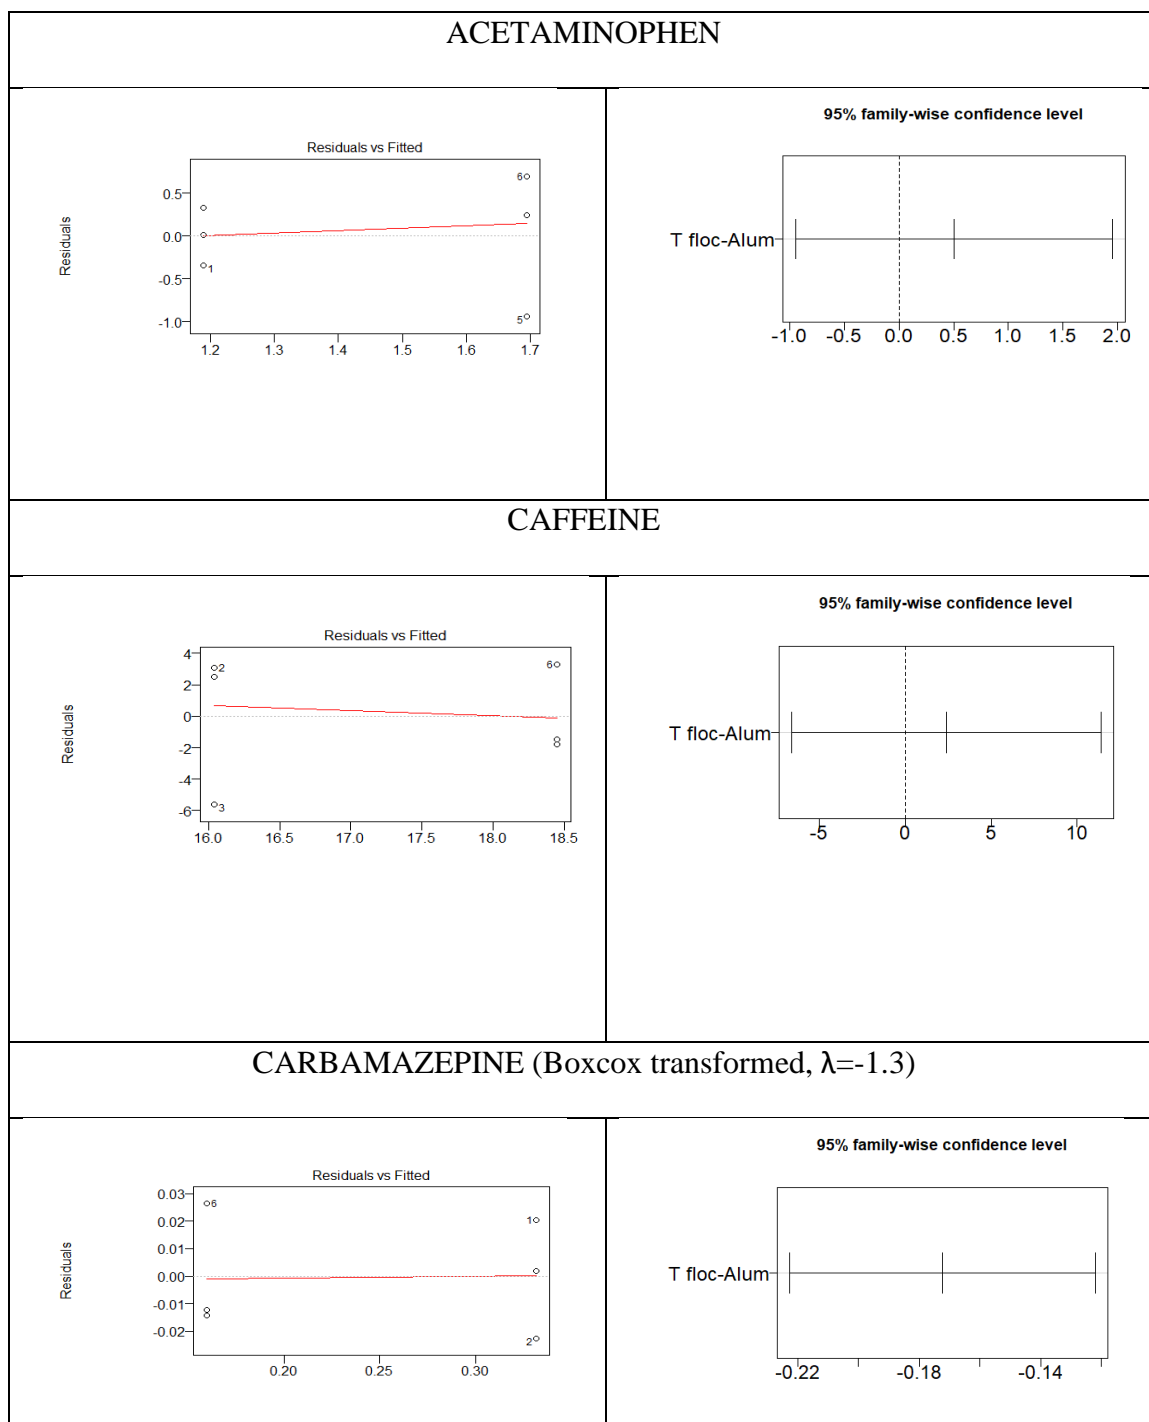 ACETAMINOPHEN
Residuals vs Fitted
Residuals
0.5
0.0
-0.5
-1.0
6
1
5
1.2 1.3 1.4 1.5 1.6 1.7
95% family-wise confidence level
T floc-Alum
-1.0 -0.5 0.0 0.5 1.0 1.5 2.0
CAFFEINE
Residuals vs Fitted
Residuals
4
2
0
-2
-4
-6
2
6
3
16.0 16.5 17.0 17.5 18.0 18.5
95% family-wise confidence level
T floc-Alum
-5 0 5 10
CARBAMAZEPINE (Boxcox transformed, λ=-1.3)
Residuals vs Fitted
Residuals
0.03
0.02
0.01
0.00
-0.01
-0.02
6
1
2
0.20 0.25 0.30
95% family-wise confidence level
T floc-Alum
-0.22 -0.18 -0.14